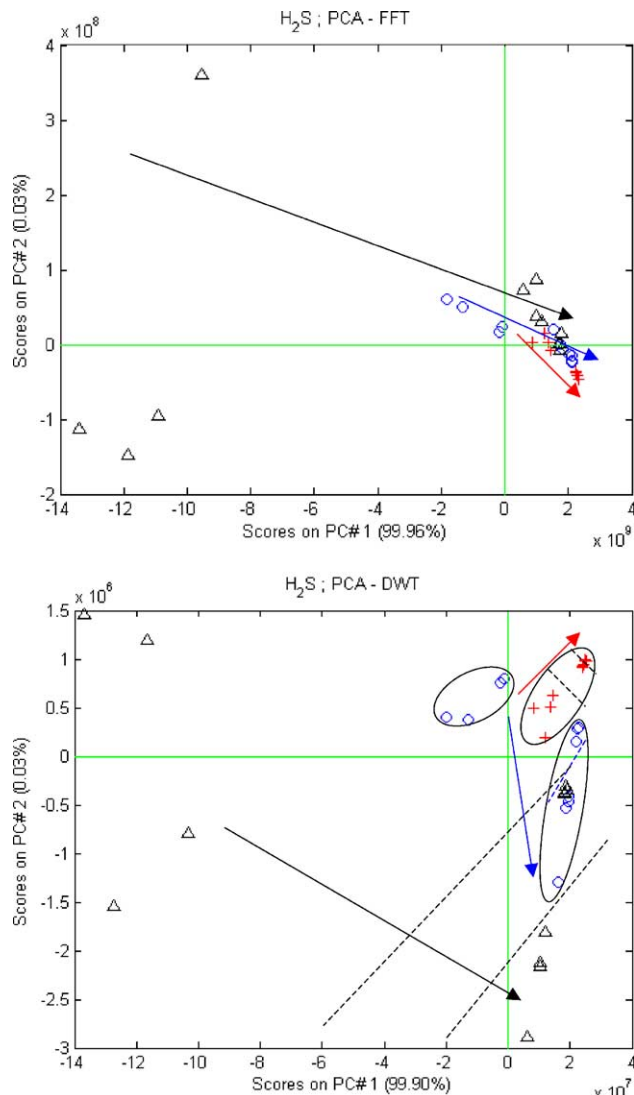 H2S ; PCA - FFT
x 10^8
4
3
2
1
0
-1
-2
Scores on PC# 2 (0.03%)
-14 -12 -10 -8 -6 -4 -2 0 2 4
Scores on PC# 1 (99.96%)
x 10^9
H2S ; PCA - DWT
x 10^6
1.5
1
0.5
0
-0.5
-1
-1.5
-2
-2.5
-3
Scores on PC# 2 (0.03%)
-14 -12 -10 -8 -6 -4 -2 0 2 4
Scores on PC# 1 (99.90%)
x 10^7